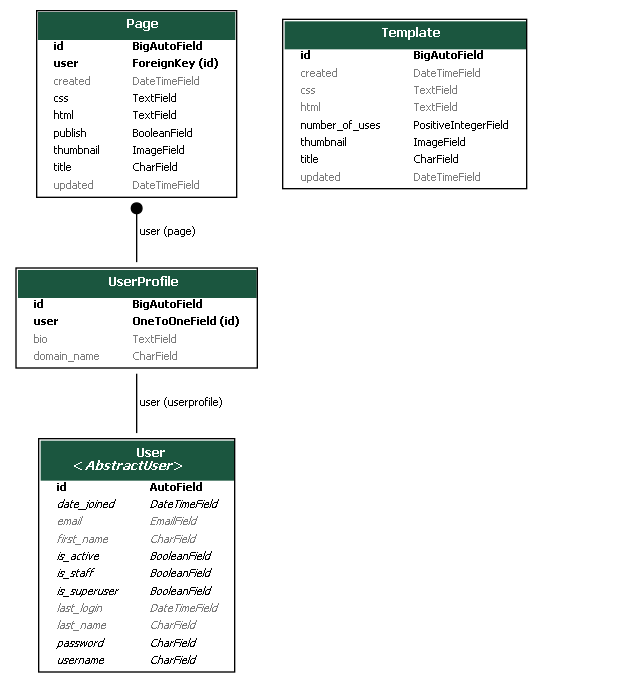 Page
id BigAutoField
user ForeignKey (id)
created DateTimeField
css TextField
html TextField
publish BooleanField
thumbnail ImageField
title CharField
updated DateTimeField
Template
id BigAutoField
created DateTimeField
css TextField
html TextField
number_of_uses PositiveIntegerField
thumbnail ImageField
title CharField
updated DateTimeField
user (page)
UserProfile
id BigAutoField
user OneToOneField (id)
bio TextField
domain_name CharField
user (userprofile)
User
<AbstractUser>
id AutoField
date_joined DateTimeField
email EmailField
first_name CharField
is_active BooleanField
is_staff BooleanField
is_superuser BooleanField
last_login DateTimeField
last_name CharField
password CharField
username CharField